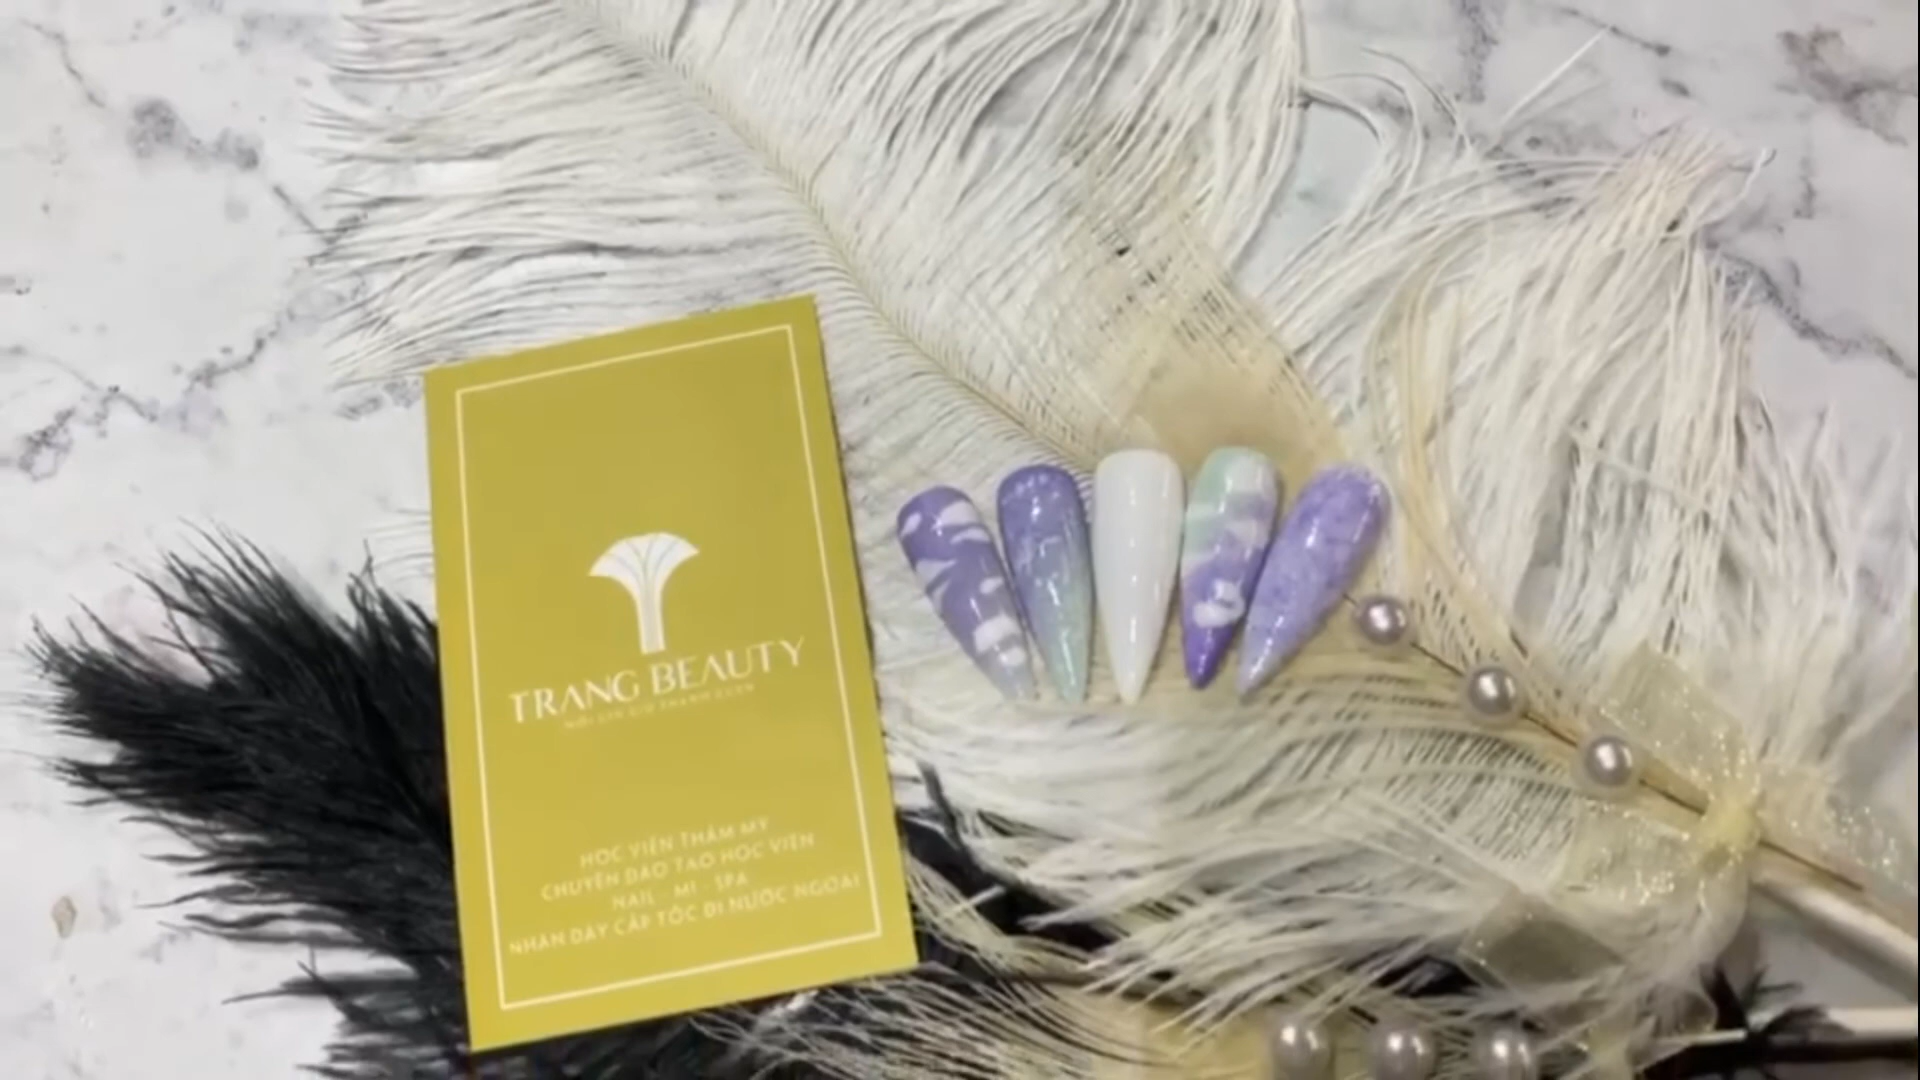 TRANG BEAUTY
HỌC VIỆN THẨM MỸ
CHUYÊN ĐÀO TẠO HỌC VIÊN
NAIL - MI - SPA
NHẬN DẠY CẤP TỐC ĐI NƯỚC NGOÀI